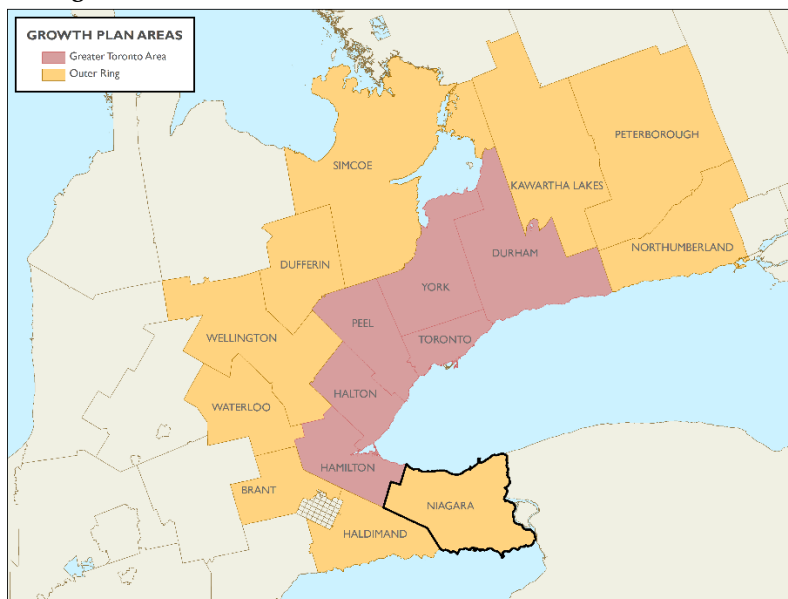 GROWTH PLAN AREAS
Greater Toronto Area
Outer Ring
PETERBOROUGH
SIMCOE
KAWARTHA LAKES
NORTHUMBERLAND
DURHAM
DUFFERIN
YORK
PEEL
WELLINGTON
TORONTO
HALTON
WATERLOO
HAMILTON
BRANT
NIAGARA
HALDIMAND